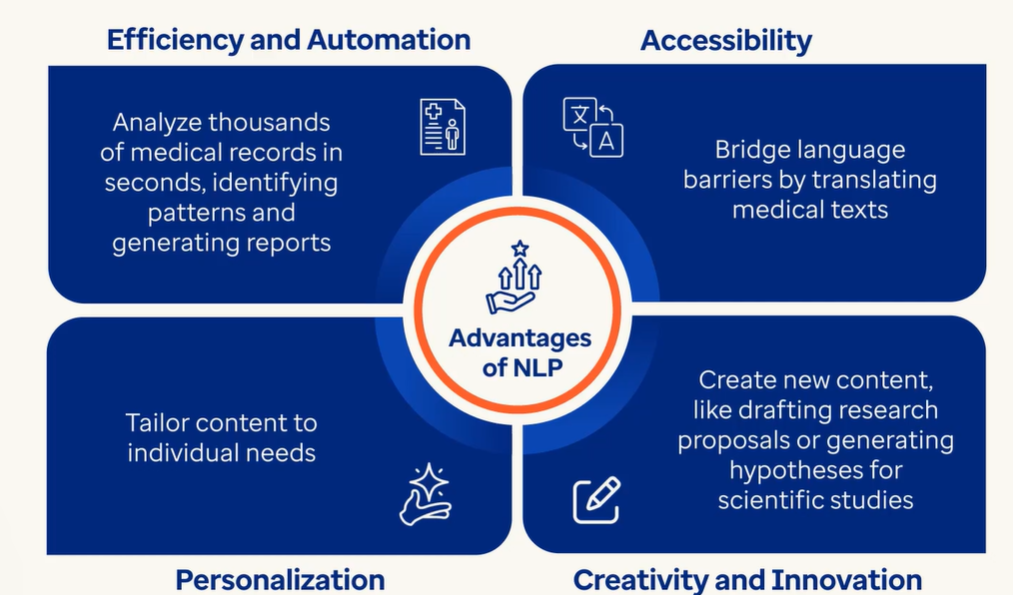 Efficiency and Automation
Accessibility
Analyze thousands
of medical records in
seconds, identifying
patterns and
generating reports
文
A
Bridge language
barriers by translating
medical texts
Advantages
of NLP
Tailor content to
individual needs
Create new content,
like drafting research
proposals or generating
hypotheses for
scientific studies
Personalization
Creativity and Innovation